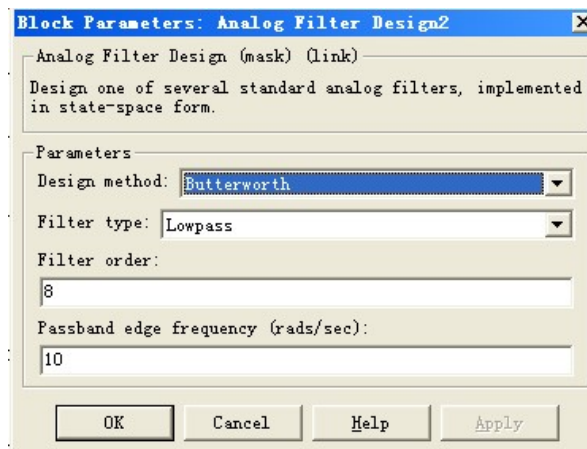 Block Parameters: Analog Filter Design2
Analog Filter Design (mask) (link)
Design one of several standard analog filters, implemented
in state-space form.
Parameters
Design method: Butterworth
Filter type: Lowpass
Filter order:
8
Passband edge frequency (rads/sec):
10
OK Cancel Help Apply